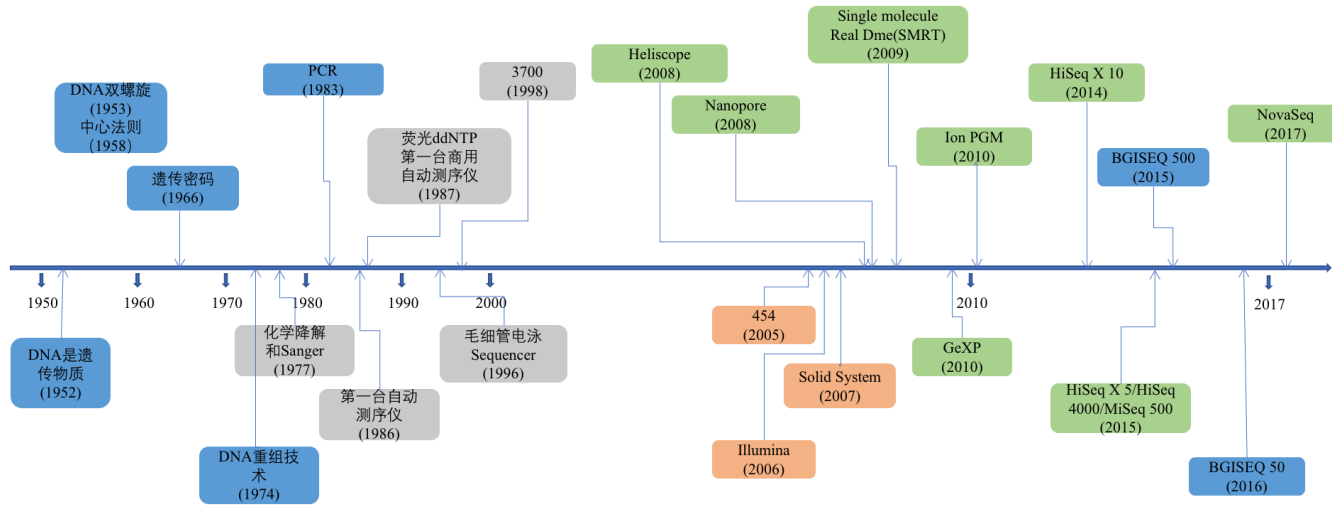 DNA双螺旋
(1953)
中心法则
(1958)
遗传密码
(1966)
PCR
(1983)
荧光ddNTP
第一台商用
自动测序仪
(1987)
3700
(1998)
Heliscope
(2008)
Nanopore
(2008)
Single molecule
Real Dme(SMRT)
(2009)
Ion PGM
(2010)
HiSeq X 10
(2014)
BGISEQ 500
(2015)
NovaSeq
(2017)
1950
1960
1970
1980
1990
2000
2010
2017
DNA是遗
传物质
(1952)
DNA重组技
术
(1974)
化学降解
和Sanger
(1977)
第一台自动
测序仪
(1986)
毛细管电泳
Sequencer
(1996)
454
(2005)
Illumina
(2006)
Solid System
(2007)
GeXP
(2010)
HiSeq X 5/HiSeq
4000/MiSeq 500
(2015)
BGISEQ 50
(2016)